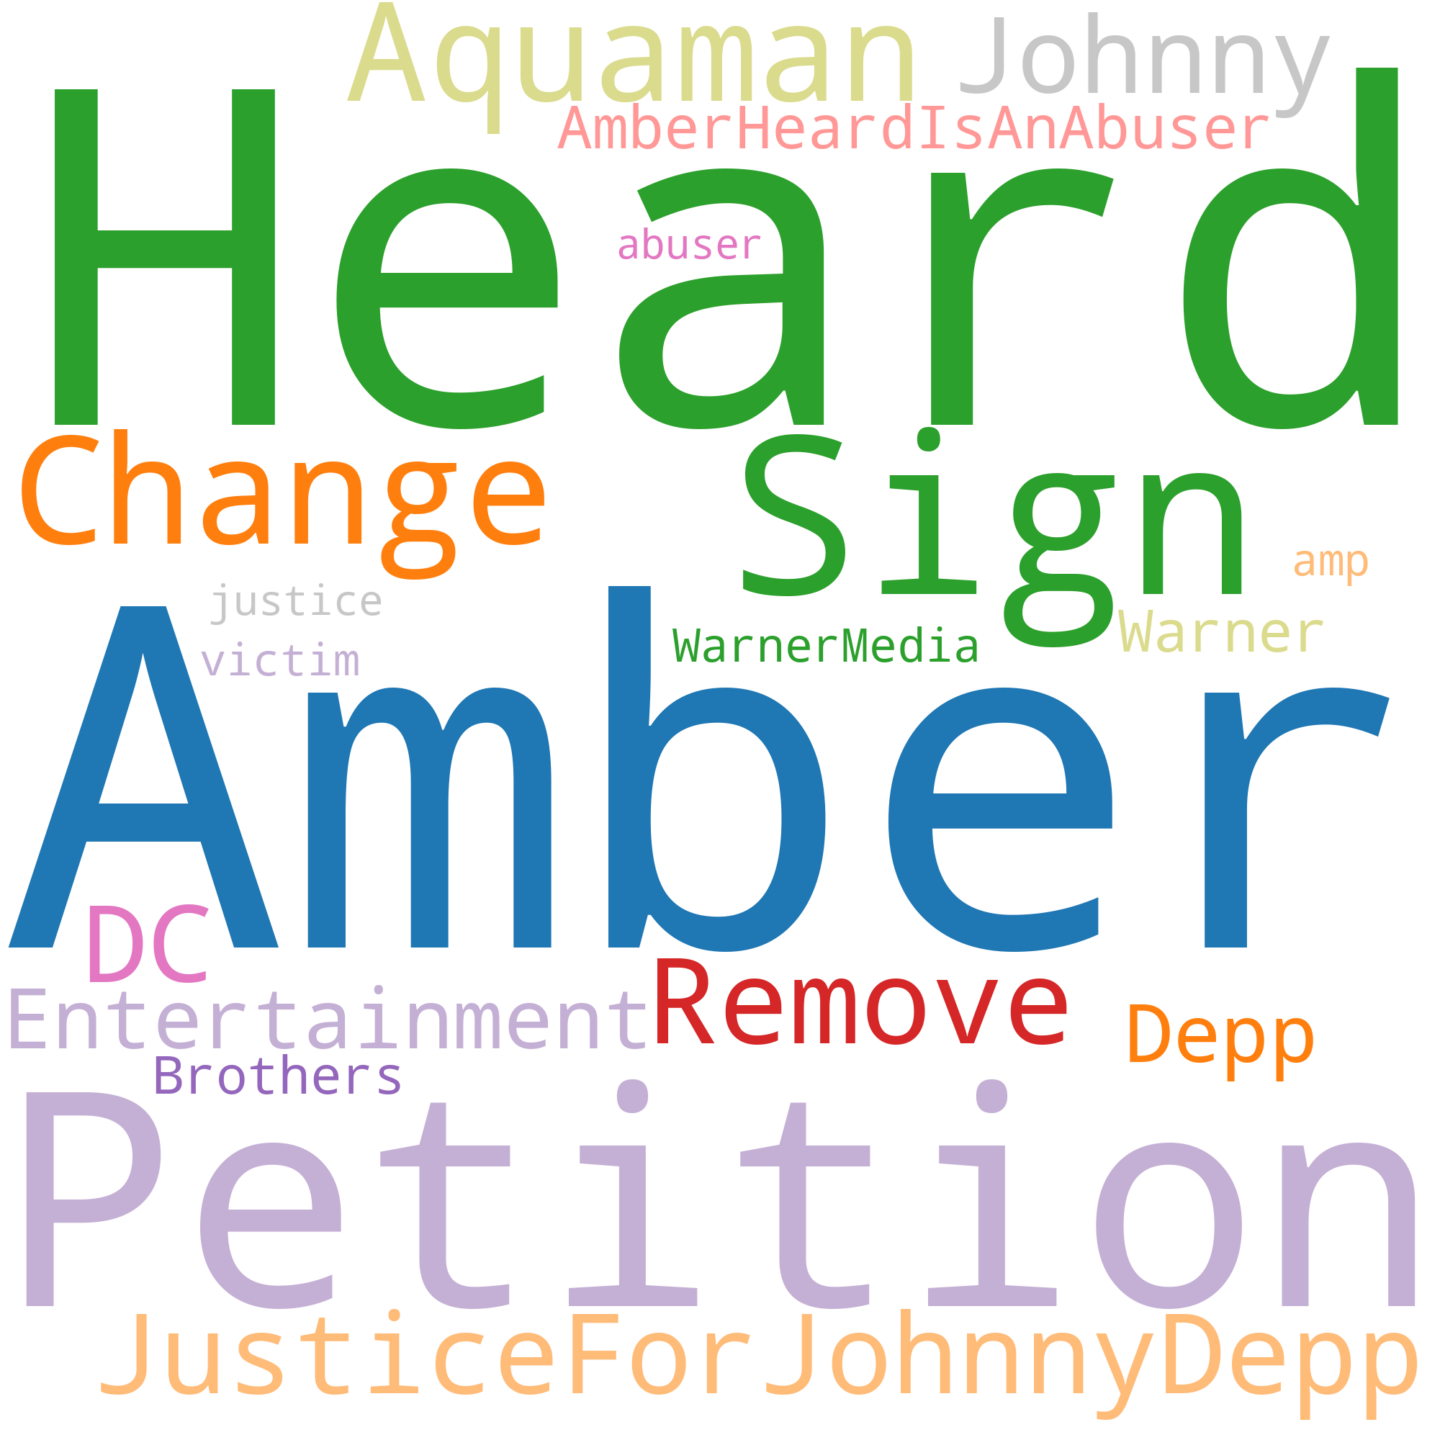 Aquaman Johnny
AmberHeardIsAnAbuser
Heard
abuser
Change Sign
amp
justice
Warner
WarnerMedia
victim
Amber
DC
Remove
Entertainment
Depp
Brothers
Petition
JusticeForJohnnyDepp